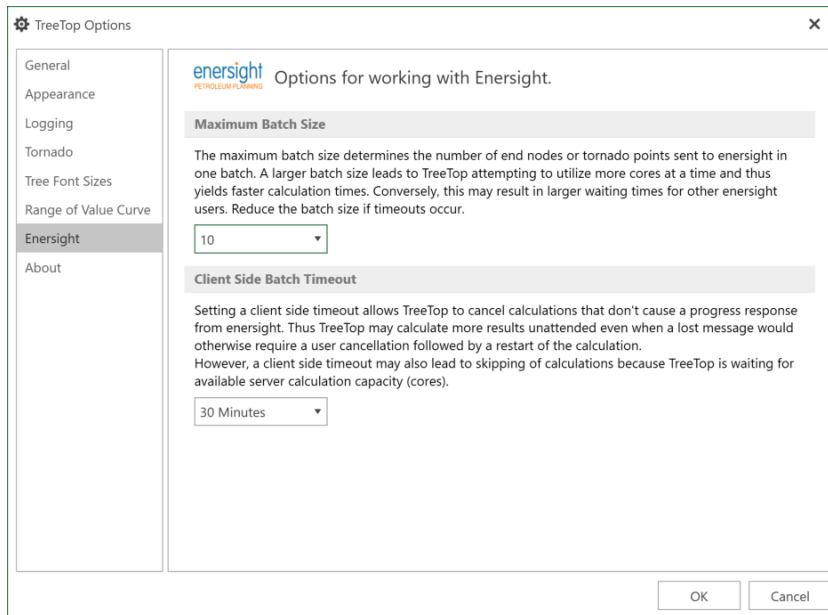 TreeTop Options
General
Appearance
Logging
Tornado
Tree Font Sizes
Range of Value Curve
Enersight
About
enersight
PETROLEUM PLANNING
Options for working with Enersight.
Maximum Batch Size
The maximum batch size determines the number of end nodes or tornado points sent to enersight in
one batch. A larger batch size leads to TreeTop attempting to utilize more cores at a time and thus
yields faster calculation times. Conversely, this may result in larger waiting times for other enersight
users. Reduce the batch size if timeouts occur.
10
Client Side Batch Timeout
Setting a client side timeout allows TreeTop to cancel calculations that don't cause a progress response
from enersight. Thus TreeTop may calculate more results unattended even when a lost message would
otherwise require a user cancellation followed by a restart of the calculation.
However, a client side timeout may also lead to skipping of calculations because TreeTop is waiting for
available server calculation capacity (cores).
30 Minutes
OK
Cancel